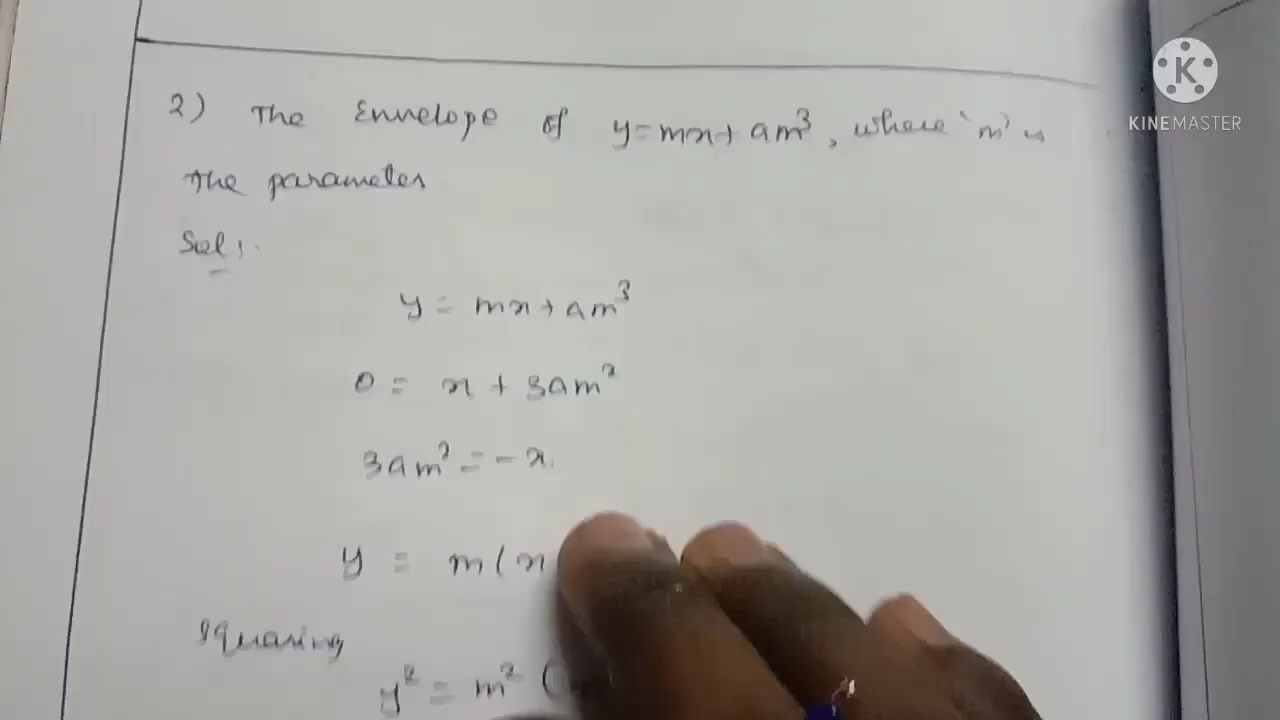 2) The Envelope of y=mx+am³, where 'm' is
The parameter
Sol:.
y = mx+am³
0 = x + 3am²
3am² = -x.
y = m(x
squaring
y² = m² (
K
KINEMASTER